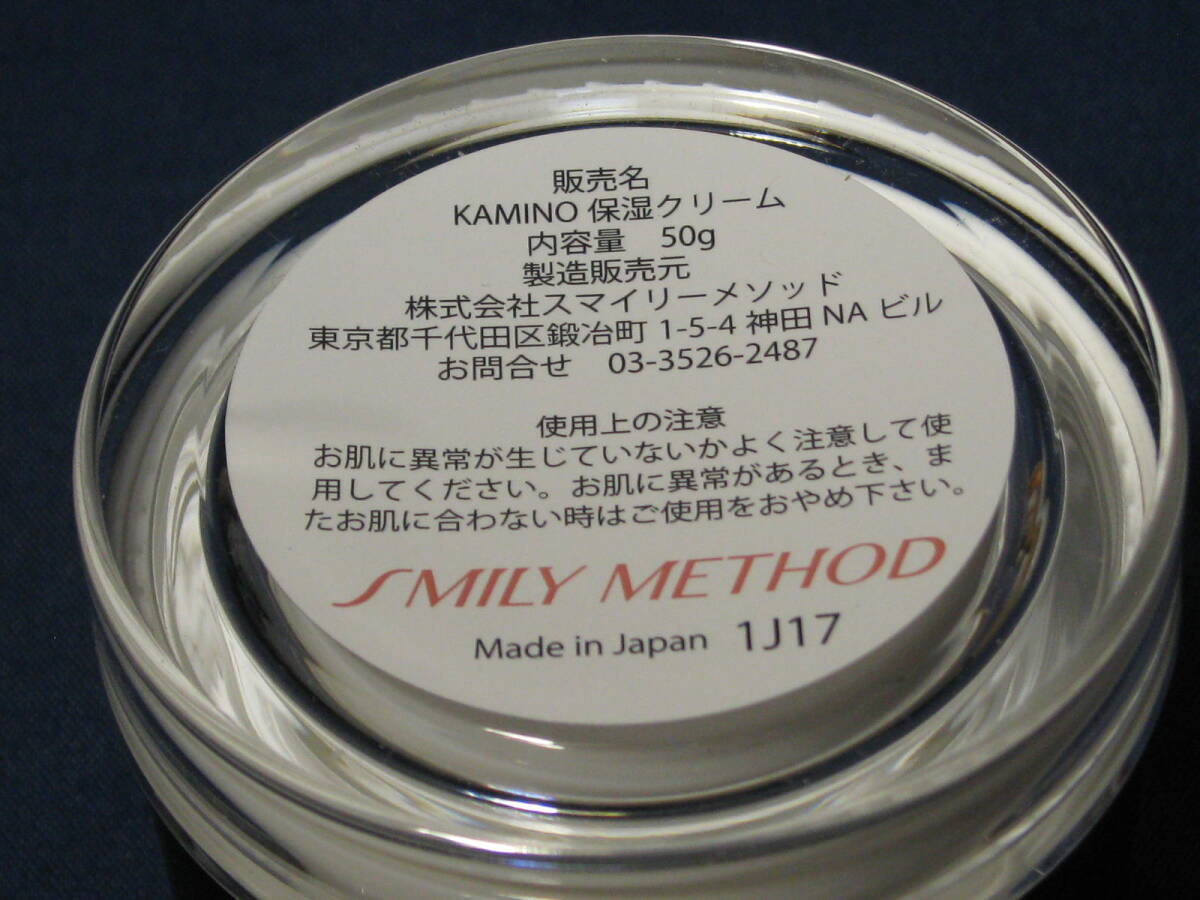 販売名
KAMINO 保湿クリーム
内容量　50g
製造販売元
株式会社スマイリーメソッド
東京都千代田区鍛冶町 1-5-4 神田 NA ビル
お問合せ　03-3526-2487
使用上の注意
お肌に異常が生じていないかよく注意して使
用してください。お肌に異常があるとき、ま
たお肌に合わない時はご使用をおやめ下さい。
SMILY METHOD
Made in Japan 1J17